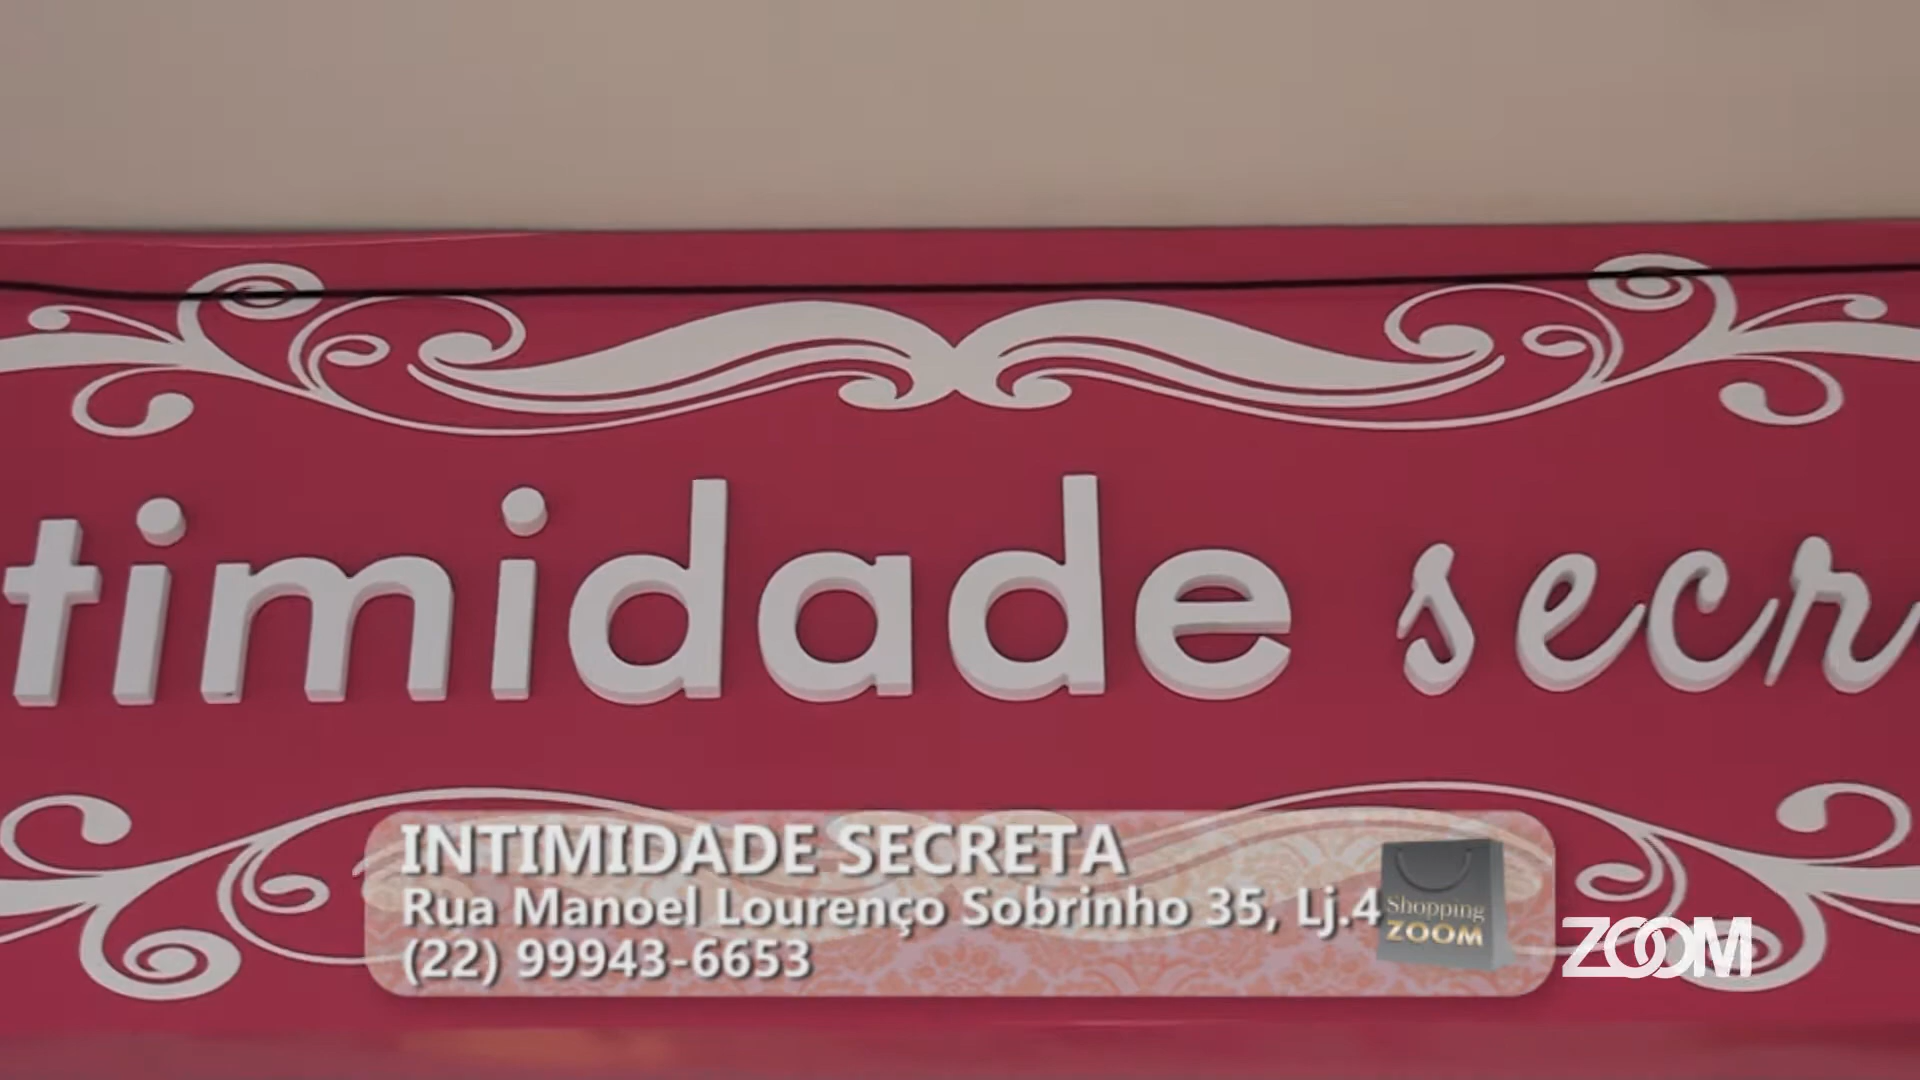 timidade secr
INTIMIDADE SECRETA
Rua Manoel Lourenço Sobrinho 35, Lj.4
(22) 99943-6653
Shopping
ZOOM
ZOOM